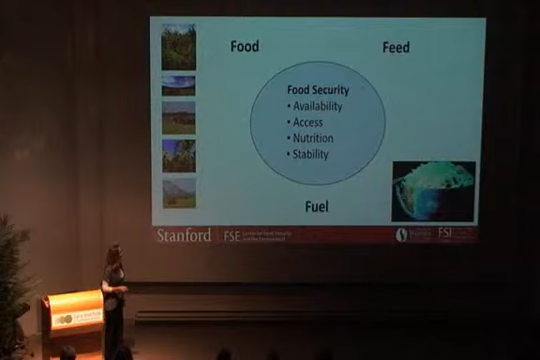 Food
Feed
Food Security
• Availability
• Access
• Nutrition
• Stability
Fuel
Stanford
FSE
FSI